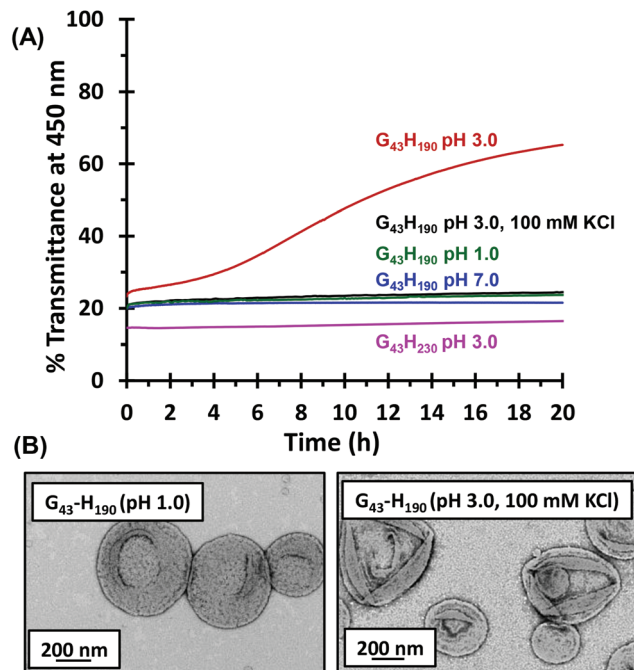 (A)
100
80
60
40
20
0
% Transmittance at 450 nm
G₄₃H₁₉₀ pH 3.0
G₄₃H₁₉₀ pH 3.0, 100 mM KCl
G₄₃H₁₉₀ pH 1.0
G₄₃H₁₉₀ pH 7.0
G₄₃H₂₃₀ pH 3.0
0 2 4 6 8 10 12 14 16 18 20
Time (h)
(B)
G₄₃-H₁₉₀ (pH 1.0)
200 nm
G₄₃-H₁₉₀ (pH 3.0, 100 mM KCl)
200 nm